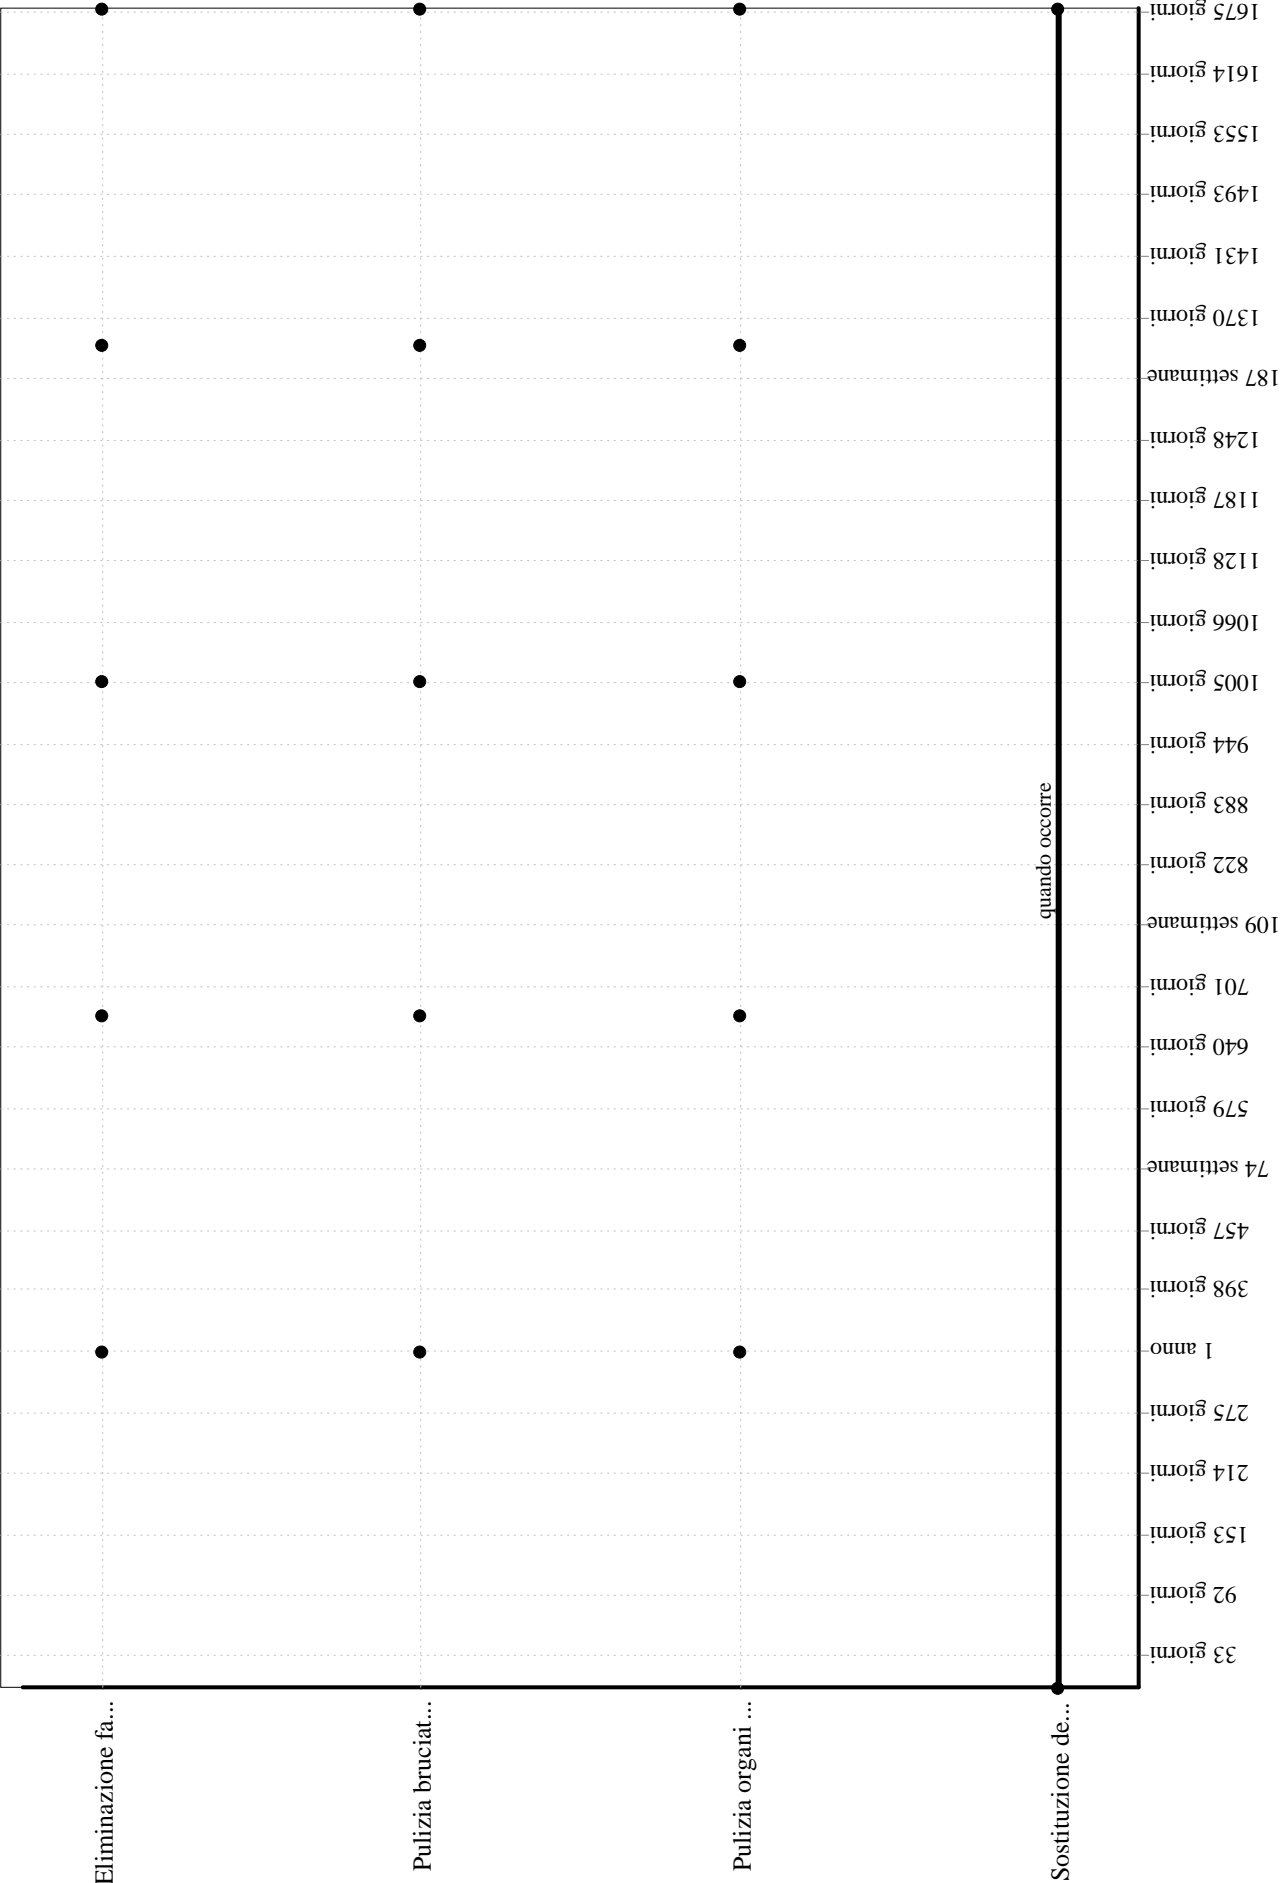 1675 giorni
1614 giorni
1553 giorni
1493 giorni
1431 giorni
1370 giorni
187 settimane
1248 giorni
1187 giorni
1128 giorni
1066 giorni
1005 giorni
944 giorni
883 giorni
822 giorni
109 settimane
701 giorni
640 giorni
579 giorni
74 settimane
457 giorni
398 giorni
1 anno
275 giorni
214 giorni
153 giorni
92 giorni
33 giorni
quando occorre
Eliminazione fa...
Pulizia bruciat...
Pulizia organi ...
Sostituzione de...